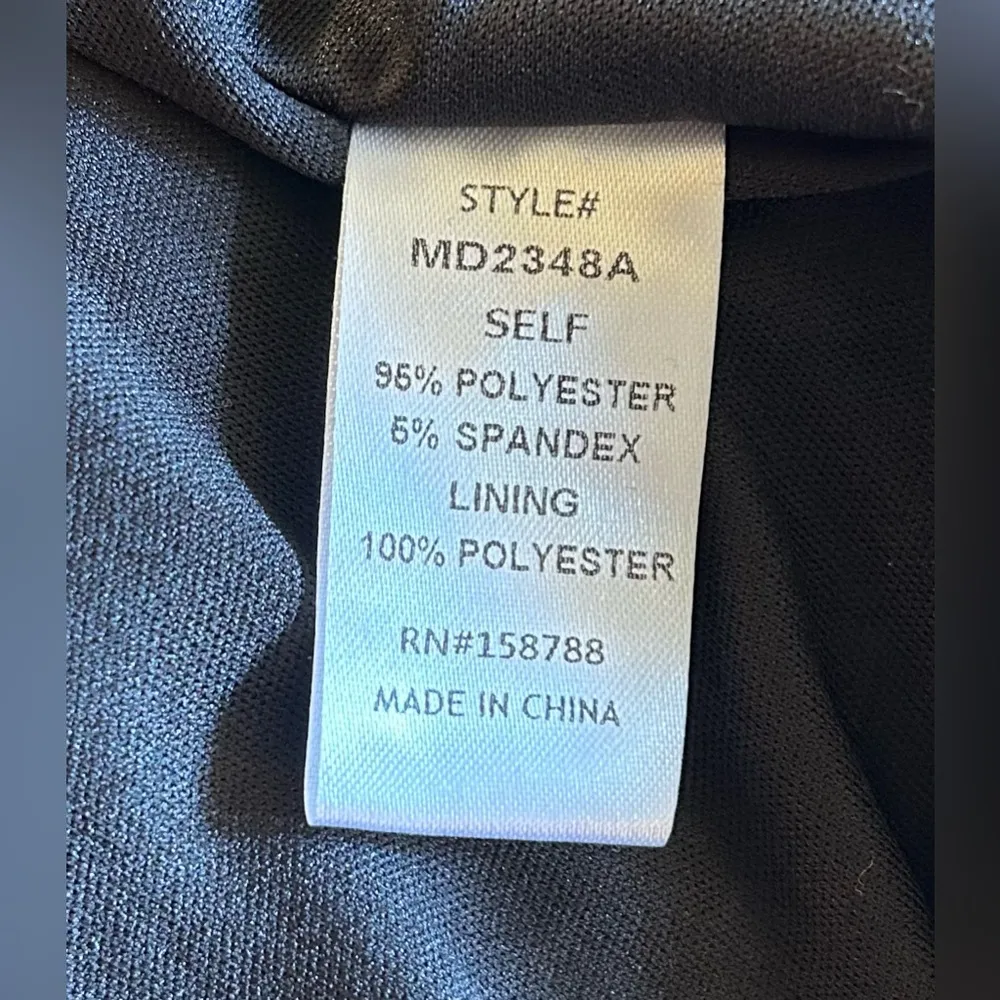 STYLE#
MD2348A
SELF
95% POLYESTER
5% SPANDEX
LINING
100% POLYESTER
RN#158788
MADE IN CHINA